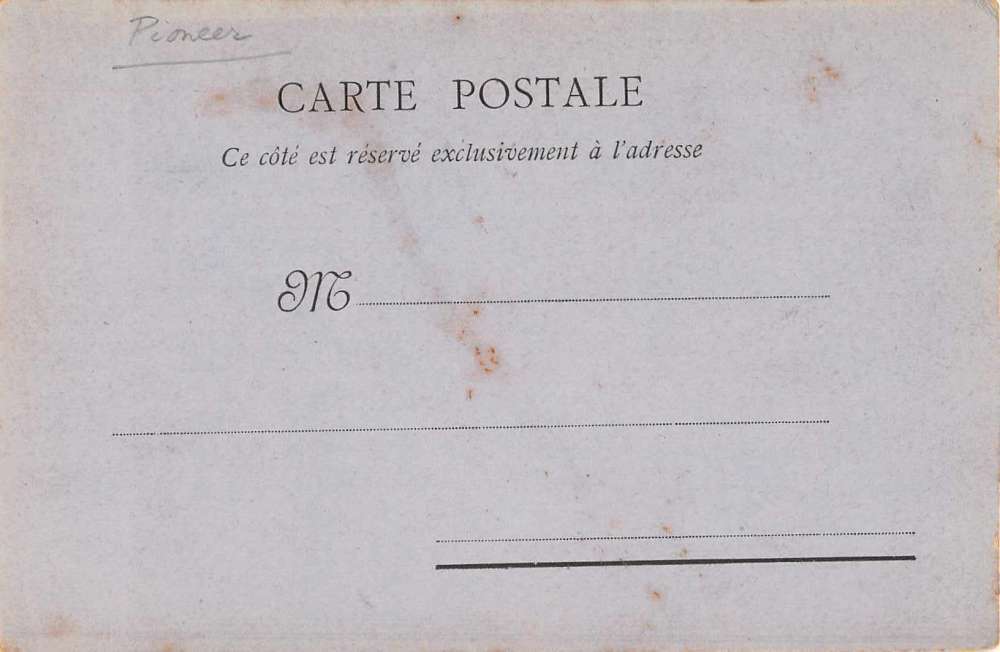 Pioneer
CARTE POSTALE
Ce côté est réservé exclusivement à l'adresse
M